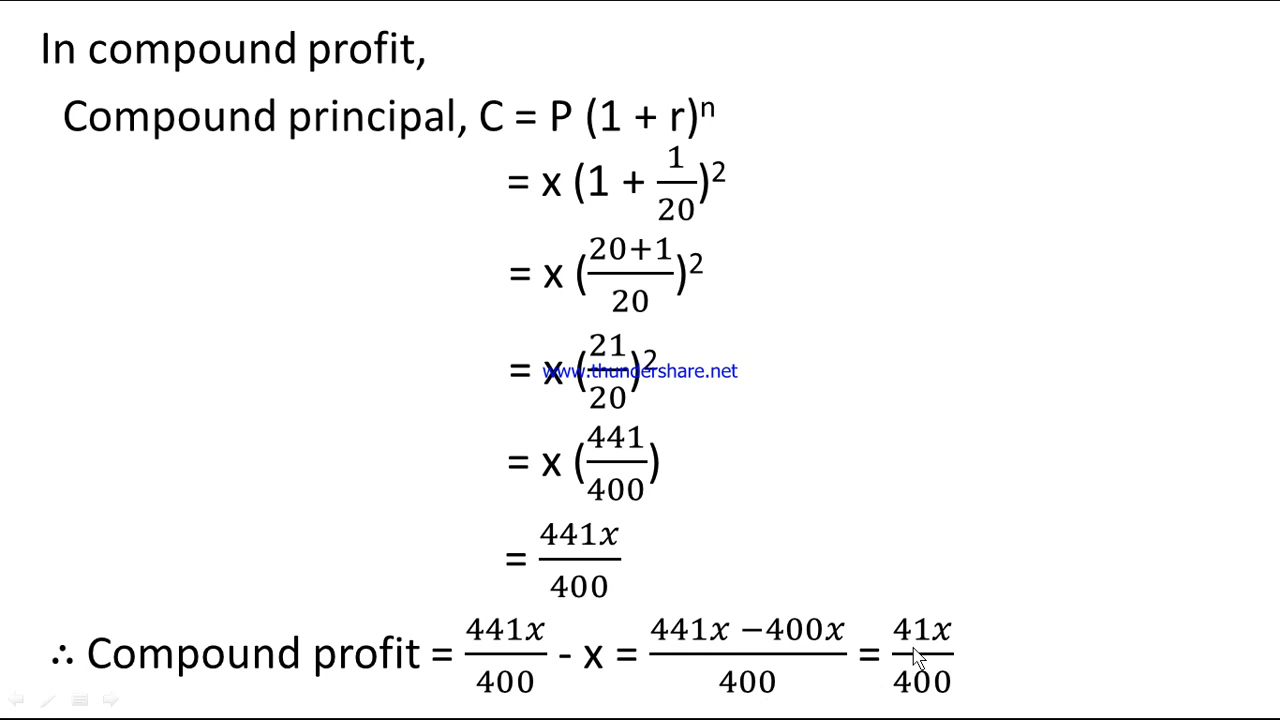 In compound profit,
Compound principal, C = P (1 + r)ⁿ
= x (1 + 1/20)²
= x ((20+1)/20)²
= x (21/20)²
www.thundershare.net
= x (441/400)
= 441x/400
∴ Compound profit = 441x/400 - x = (441x −400x)/400 = 41x/400